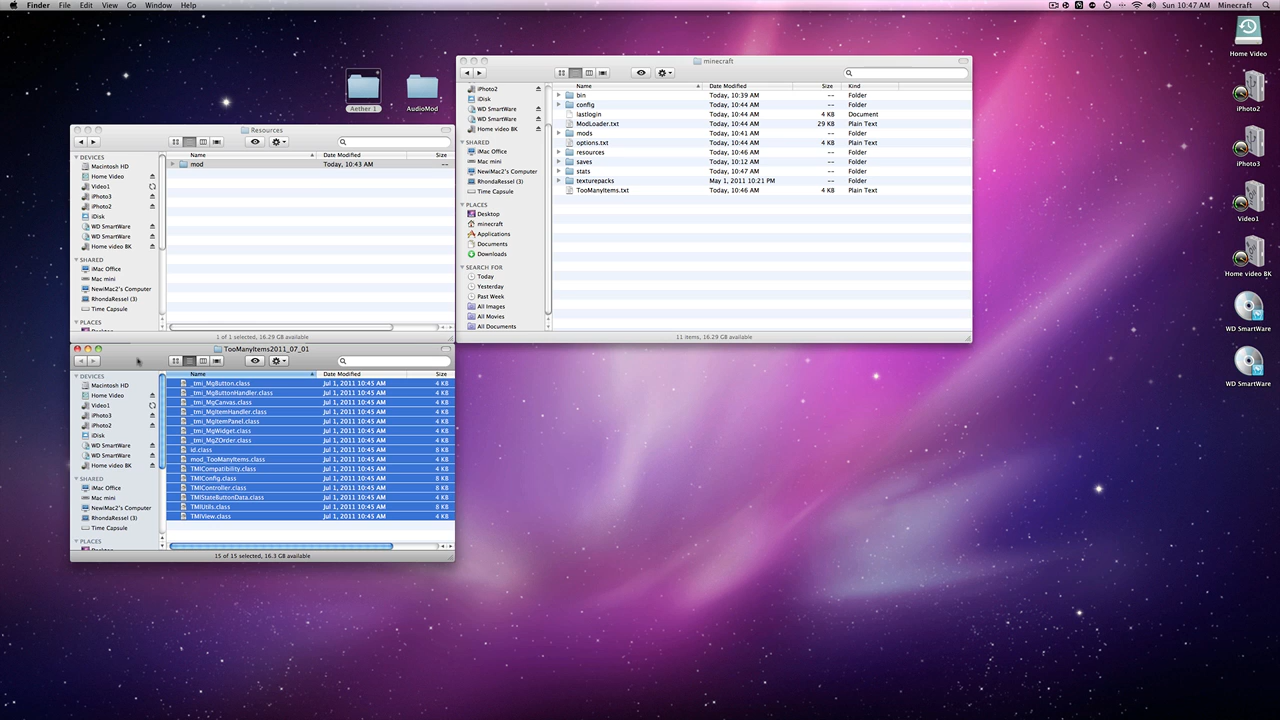 Finder File Edit View Go Window Help Sun 10:47 AM Minecraft
Home Video
iPhoto2
iPhoto3
Video1
Home video BK
WD SmartWare
WD SmartWare
Aether 1
AudioMod
Resources
Name Date Modified Size
DEVICES
Macintosh HD
Home Video
Video1
iPhoto3
iPhoto2
iDisk
WD SmartWare
WD SmartWare
Home video BK
SHARED
iMac Office
Mac mini
NewiMac2's Computer
RhondaRessel (3)
Time Capsule
PLACES
mod Today, 10:43 AM --
1 of 1 selected, 16.29 GB available
minecraft
Name Date Modified Size Kind
iPhoto2
iDisk
WD SmartWare
WD SmartWare
Home video BK
SHARED
iMac Office
Mac mini
NewiMac2's Computer
RhondaRessel (3)
Time Capsule
PLACES
Desktop
minecraft
Applications
Documents
Downloads
SEARCH FOR
Today
Yesterday
Past Week
All Images
All Movies
All Documents
bin Today, 10:39 AM -- Folder
config Today, 10:44 AM -- Folder
lastlogin Today, 10:44 AM 4 KB Document
ModLoader.txt Today, 10:44 AM 29 KB Plain Text
mods Today, 10:41 AM -- Folder
options.txt Today, 10:44 AM 4 KB Plain Text
resources Today, 10:46 AM -- Folder
saves Today, 10:12 AM -- Folder
stats Today, 10:47 AM -- Folder
texturepacks May 1, 2011 10:21 PM -- Folder
TooManyItems.txt Today, 10:46 AM 4 KB Plain Text
11 items, 16.29 GB available
TooManyItems2011_07_01
Name Date Modified Size
DEVICES
Macintosh HD
Home Video
Video1
iPhoto3
iPhoto2
iDisk
WD SmartWare
WD SmartWare
Home video BK
SHARED
iMac Office
Mac mini
NewiMac2's Computer
RhondaRessel (3)
Time Capsule
PLACES
_tmi_MgButton.class Jul 1, 2011 10:45 AM 4 KB
_tmi_MgButtonHandler.class Jul 1, 2011 10:45 AM 4 KB
_tmi_MgCanvas.class Jul 1, 2011 10:45 AM 4 KB
_tmi_MgItemHandler.class Jul 1, 2011 10:45 AM 4 KB
_tmi_MgItemPanel.class Jul 1, 2011 10:45 AM 4 KB
_tmi_MgWidget.class Jul 1, 2011 10:45 AM 4 KB
_tmi_MgZOrder.class Jul 1, 2011 10:45 AM 4 KB
id.class Jul 1, 2011 10:45 AM 8 KB
mod_TooManyItems.class Jul 1, 2011 10:45 AM 4 KB
TMICompatibility.class Jul 1, 2011 10:45 AM 4 KB
TMIConfig.class Jul 1, 2011 10:45 AM 8 KB
TMIController.class Jul 1, 2011 10:45 AM 8 KB
TMIStateButtonData.class Jul 1, 2011 10:45 AM 4 KB
TMIUtils.class Jul 1, 2011 10:45 AM 8 KB
TMIView.class Jul 1, 2011 10:45 AM 4 KB
15 of 15 selected, 16.3 GB available